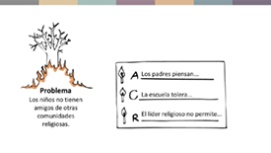 Problema
Los niños no tienen
amigos de otras
comunidades
religiosas.
A Los padres piensan...
C La escuela tolera...
R El líder religioso no permite...